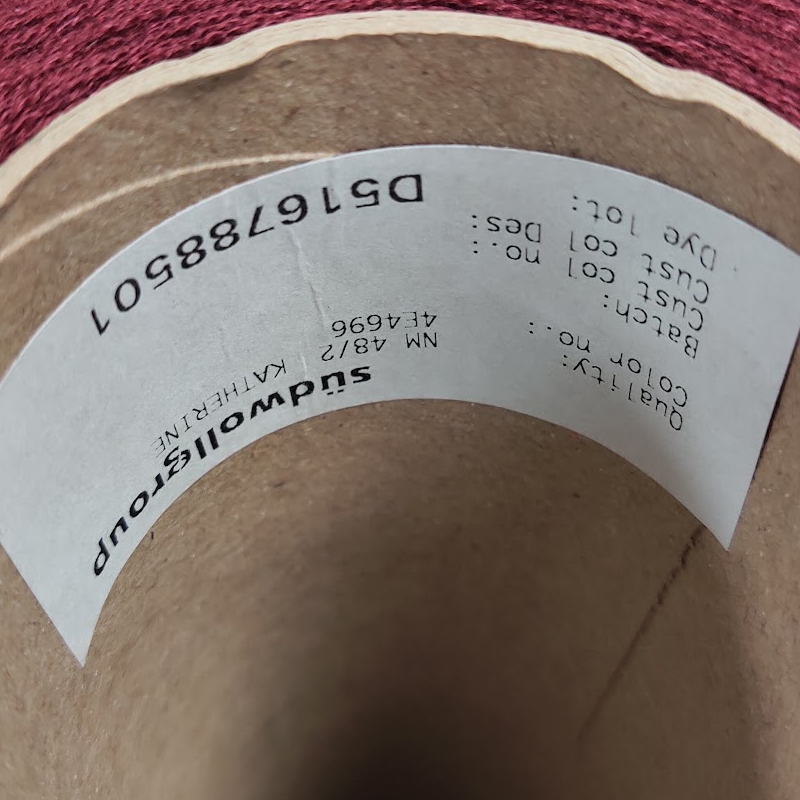 südwollgroup
Quality: NM 48/2 KATHERINE
Color no.: 4E4696
Batch:
Cust col no.:
Cust col Des:
Dye lot: D516788501